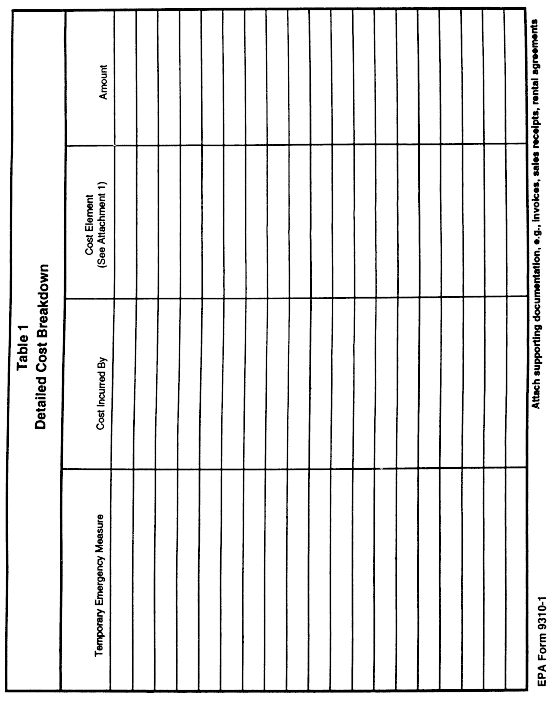 Table 1
Detailed Cost Breakdown
Temporary Emergency Measure
Cost Incurred By
Cost Element
(See Attachment 1)
Amount
Attach supporting documentation, e.g., invoices, sales receipts, rental agreements
EPA Form 9310-1